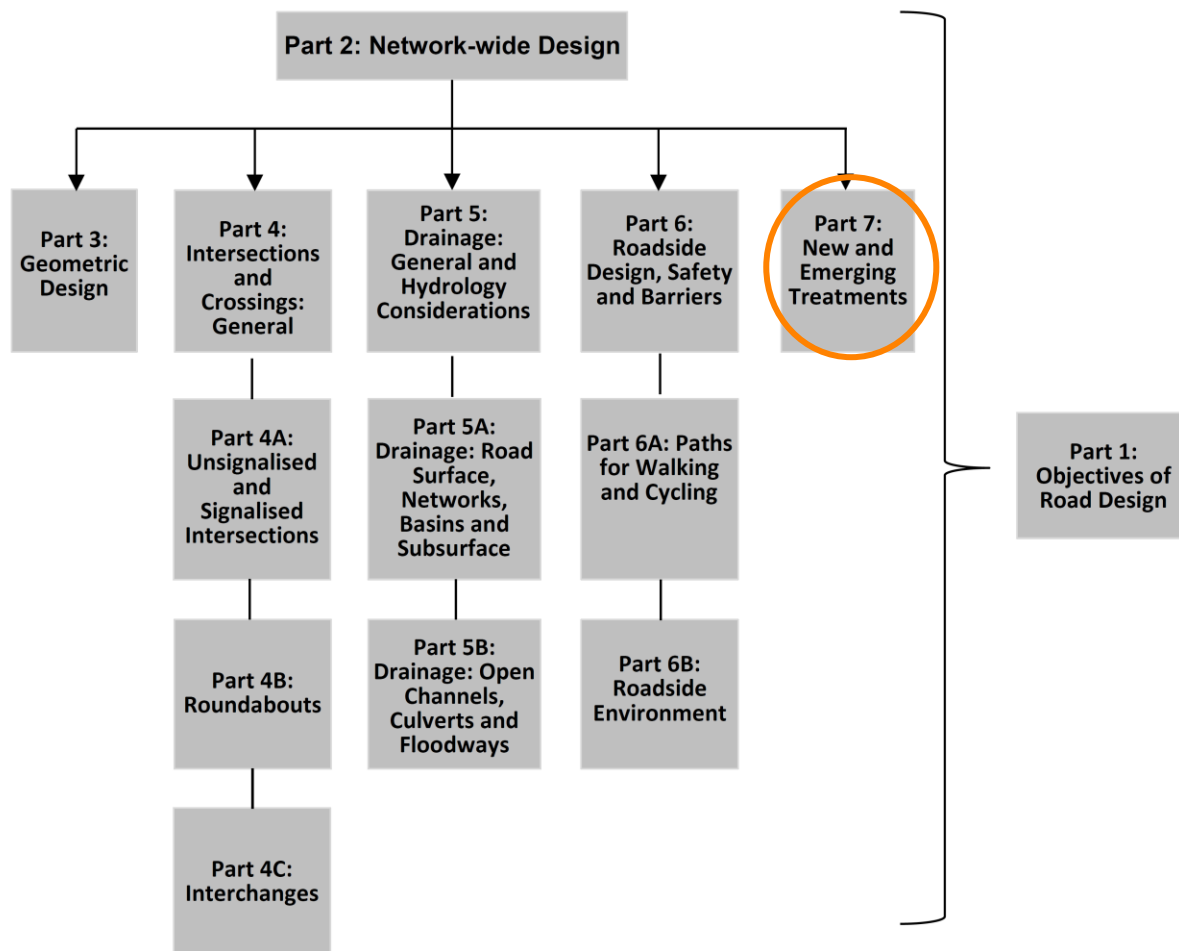 Part 2: Network-wide Design
Part 3:
Geometric
Design
Part 4:
Intersections
and
Crossings:
General
Part 5:
Drainage:
General and
Hydrology
Considerations
Part 6:
Roadside
Design, Safety
and Barriers
Part 7:
New and
Emerging
Treatments
Part 4A:
Unsignalised
and
Signalised
Intersections
Part 5A:
Drainage: Road
Surface,
Networks,
Basins and
Subsurface
Part 6A: Paths
for Walking
and Cycling
Part 1:
Objectives of
Road Design
Part 4B:
Roundabouts
Part 5B:
Drainage: Open
Channels,
Culverts and
Floodways
Part 6B:
Roadside
Environment
Part 4C:
Interchanges